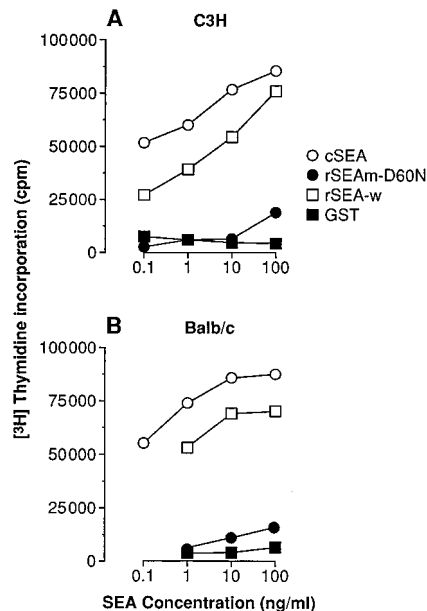 A
C3H
100000
75000
50000
25000
0
0.1 1 10 100
cSEA
rSEAm-D60N
rSEA-w
GST
[³H] Thymidine incorporation (cpm)
B
Balb/c
100000
75000
50000
25000
0
0.1 1 10 100
SEA Concentration (ng/ml)